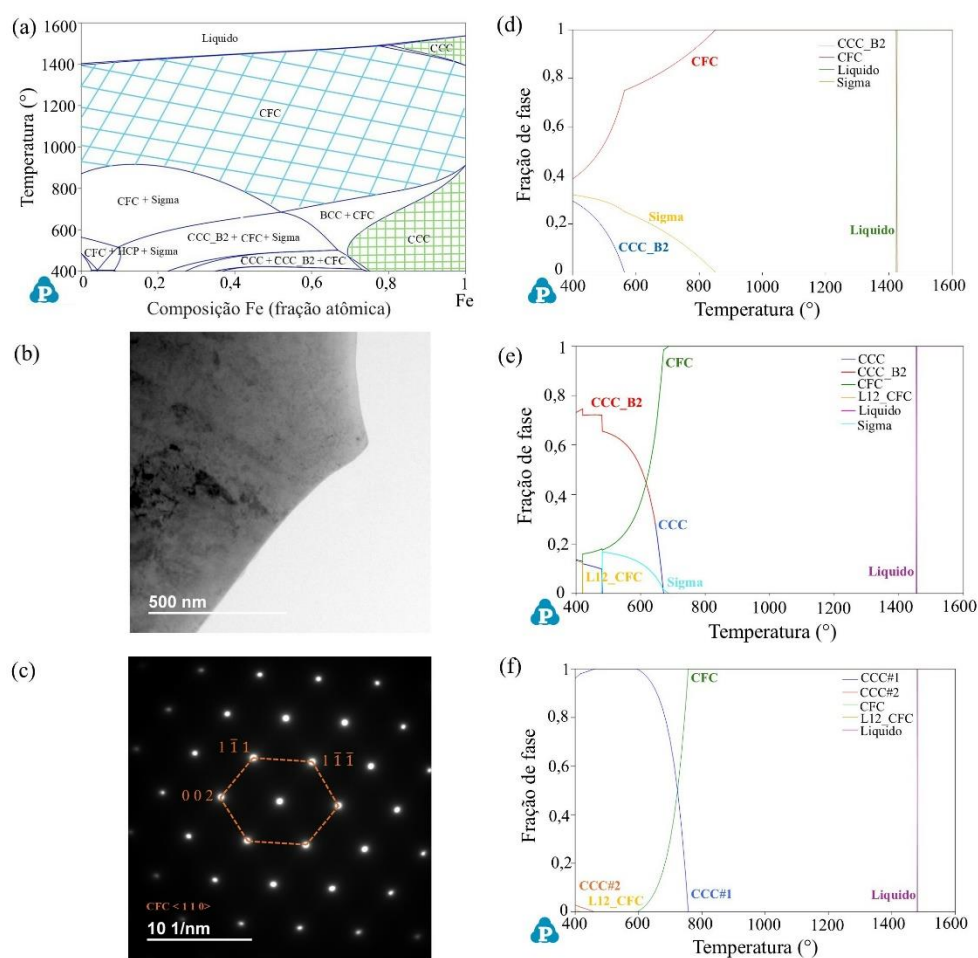 (a)
Temperatura (°)
1600
1400
1200
1000
800
600
400
Liquido
CCC
CFC
CFC + Sigma
BCC + CFC
CCC_B2 + CFC + Sigma
CCC
CFC + HCP + Sigma
CCC + CCC_B2 + CFC
0 0,2 0,4 0,6 0,8 1
Fe
Composição Fe (fração atômica)
P
(b)
500 nm
(c)
1 1̅ 1
1 1̅ 1̅
0 0 2
CFC < 1 1 0>
10 1/nm
(d)
Fração de fase
1
0,8
0,6
0,4
0,2
0
CFC
Sigma
CCC_B2
Liquido
CCC_B2
CFC
Liquido
Sigma
400 600 800 1000 1200 1400 1600
Temperatura (°)
P
(e)
Fração de fase
1
0,8
0,6
0,4
0,2
0
CFC
CCC_B2
CCC
L12_CFC
Sigma
Liquido
CCC
CCC_B2
CFC
L12_CFC
Liquido
Sigma
400 600 800 1000 1200 1400 1600
Temperatura (°)
P
(f)
Fração de fase
1
0,8
0,6
0,4
0,2
0
CFC
CCC#2
L12_CFC
CCC#1
Liquido
CCC#1
CCC#2
CFC
L12_CFC
Liquido
400 600 800 1000 1200 1400 1600
Temperatura (°)
P